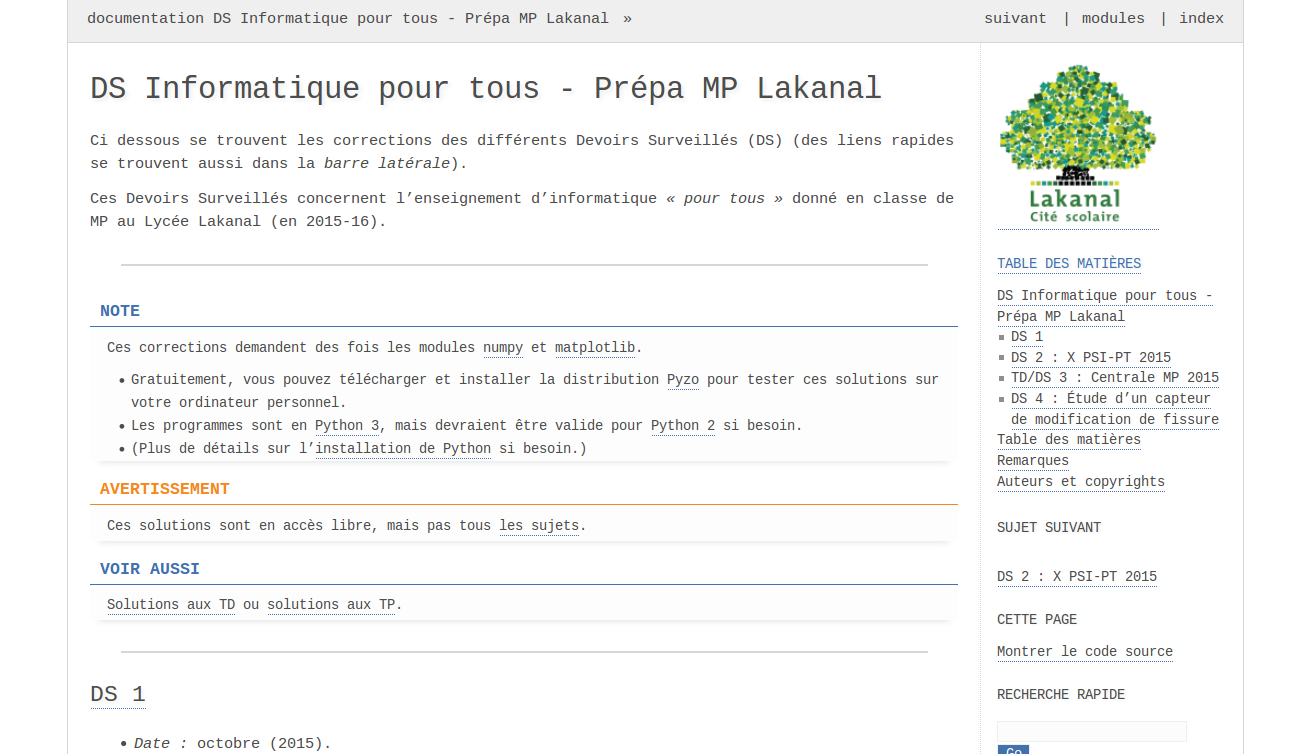 documentation DS Informatique pour tous - Prépa MP Lakanal »
suivant | modules | index
DS Informatique pour tous - Prépa MP Lakanal
Ci dessous se trouvent les corrections des différents Devoirs Surveillés (DS) (des liens rapides
se trouvent aussi dans la barre latérale).
Ces Devoirs Surveillés concernent l’enseignement d’informatique « pour tous » donné en classe de
MP au Lycée Lakanal (en 2015-16).
NOTE
Ces corrections demandent des fois les modules numpy et matplotlib.
• Gratuitement, vous pouvez télécharger et installer la distribution Pyzo pour tester ces solutions sur
votre ordinateur personnel.
• Les programmes sont en Python 3, mais devraient être valide pour Python 2 si besoin.
• (Plus de détails sur l’installation de Python si besoin.)
AVERTISSEMENT
Ces solutions sont en accès libre, mais pas tous les sujets.
VOIR AUSSI
Solutions aux TD ou solutions aux TP.
DS 1
• Date : octobre (2015).
Lakanal
Cité scolaire
TABLE DES MATIÈRES
DS Informatique pour tous -
Prépa MP Lakanal
DS 1
DS 2 : X PSI-PT 2015
TD/DS 3 : Centrale MP 2015
DS 4 : Étude d’un capteur
de modification de fissure
Table des matières
Remarques
Auteurs et copyrights
SUJET SUIVANT
DS 2 : X PSI-PT 2015
CETTE PAGE
Montrer le code source
RECHERCHE RAPIDE
Go